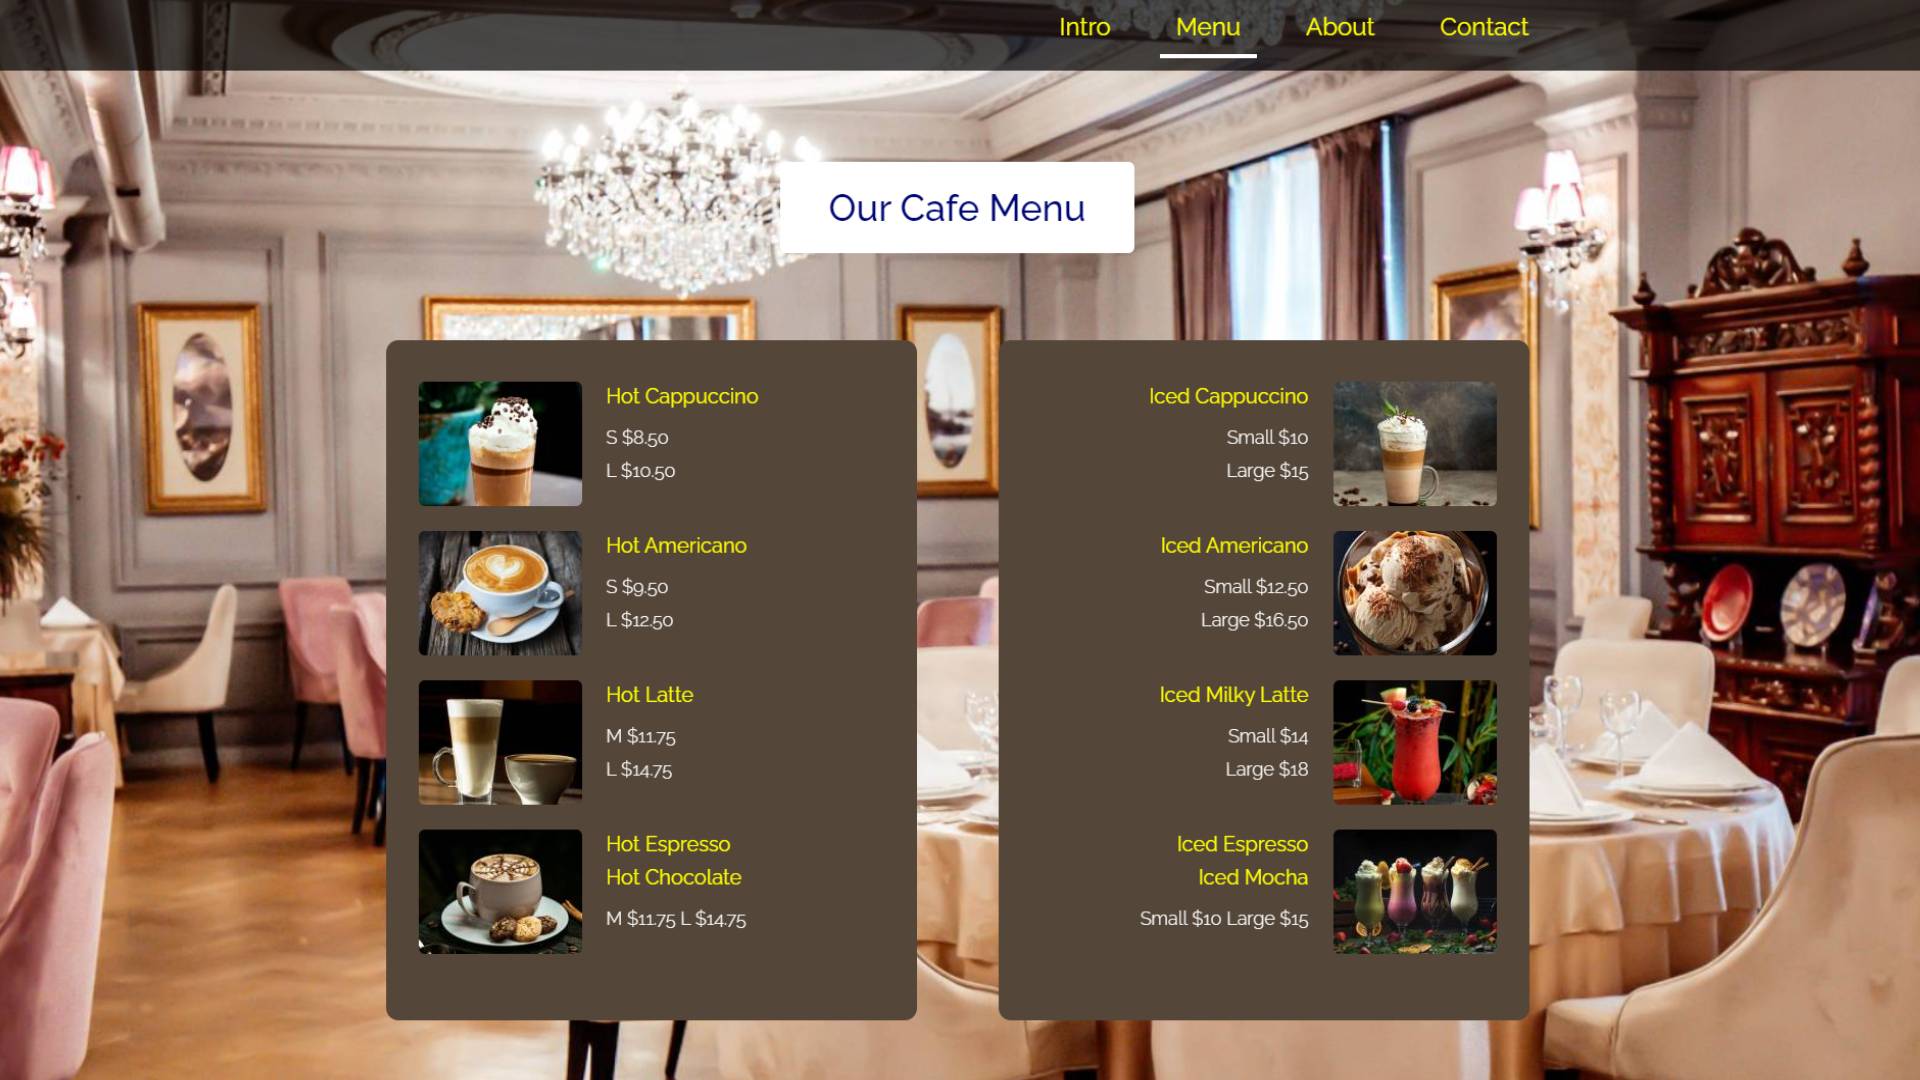 Intro Menu About Contact
Our Cafe Menu
Hot Cappuccino
S $8.50
L $10.50
Hot Americano
S $9.50
L $12.50
Hot Latte
M $11.75
L $14.75
Hot Espresso
Hot Chocolate
M $11.75 L $14.75
Iced Cappuccino
Small $10
Large $15
Iced Americano
Small $12.50
Large $16.50
Iced Milky Latte
Small $14
Large $18
Iced Espresso
Iced Mocha
Small $10 Large $15